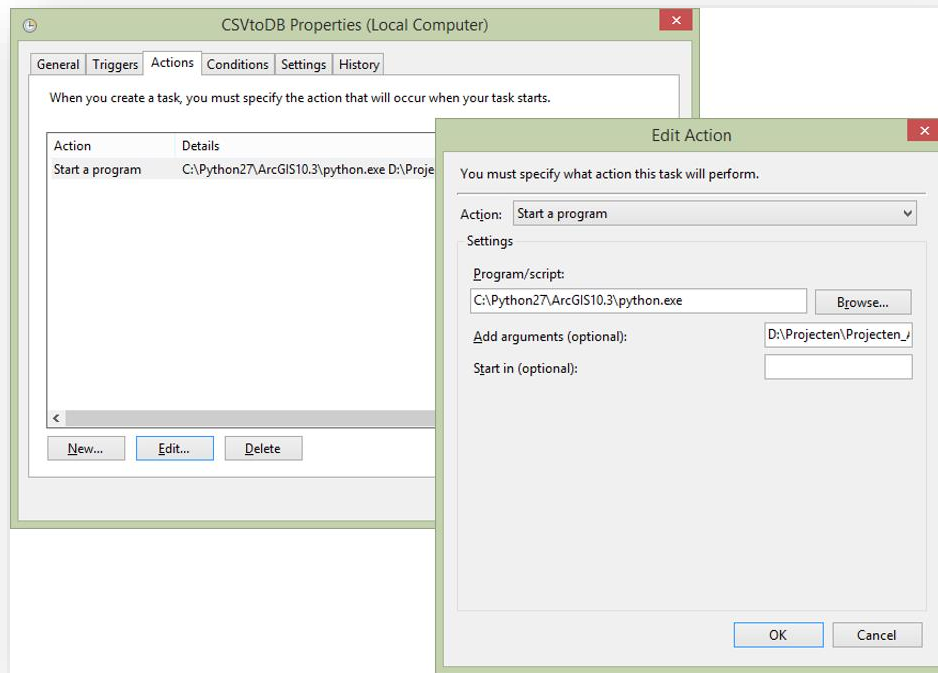 CSVtoDB Properties (Local Computer)
General Triggers Actions Conditions Settings History
When you create a task, you must specify the action that will occur when your task starts.
Action Details
Start a program C:\Python27\ArcGIS10.3\python.exe D:\Proje
New... Edit... Delete
Edit Action
You must specify what action this task will perform.
Action: Start a program
Settings
Program/script:
C:\Python27\ArcGIS10.3\python.exe Browse...
Add arguments (optional): D:\Projecten\Projecten_A
Start in (optional):
OK Cancel